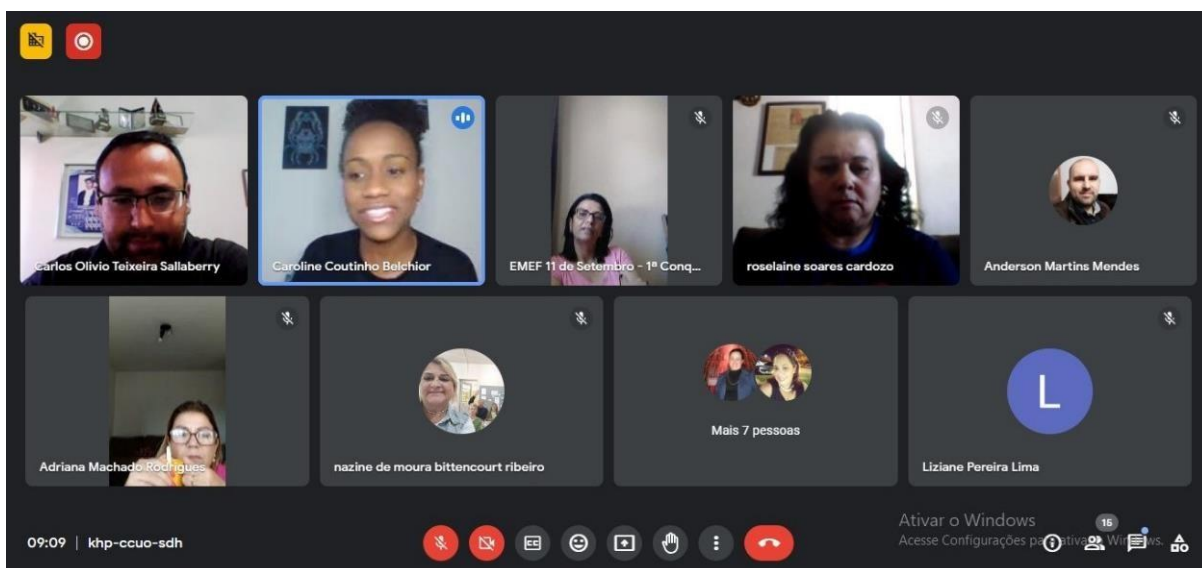 Carlos Olivio Teixeira Sallaberry
Caroline Coutinho Belchior
EMEF 11 de Setembro - 1ª Conq...
roselaine soares cardozo
Anderson Martins Mendes
Adriana Machado Rodrigues
nazine de moura bittencourt ribeiro
Mais 7 pessoas
L
Liziane Pereira Lima
09:09 | khp-ccuo-sdh
CC
Ativar o Windows
15
Acesse Configurações para ativar o Windows.